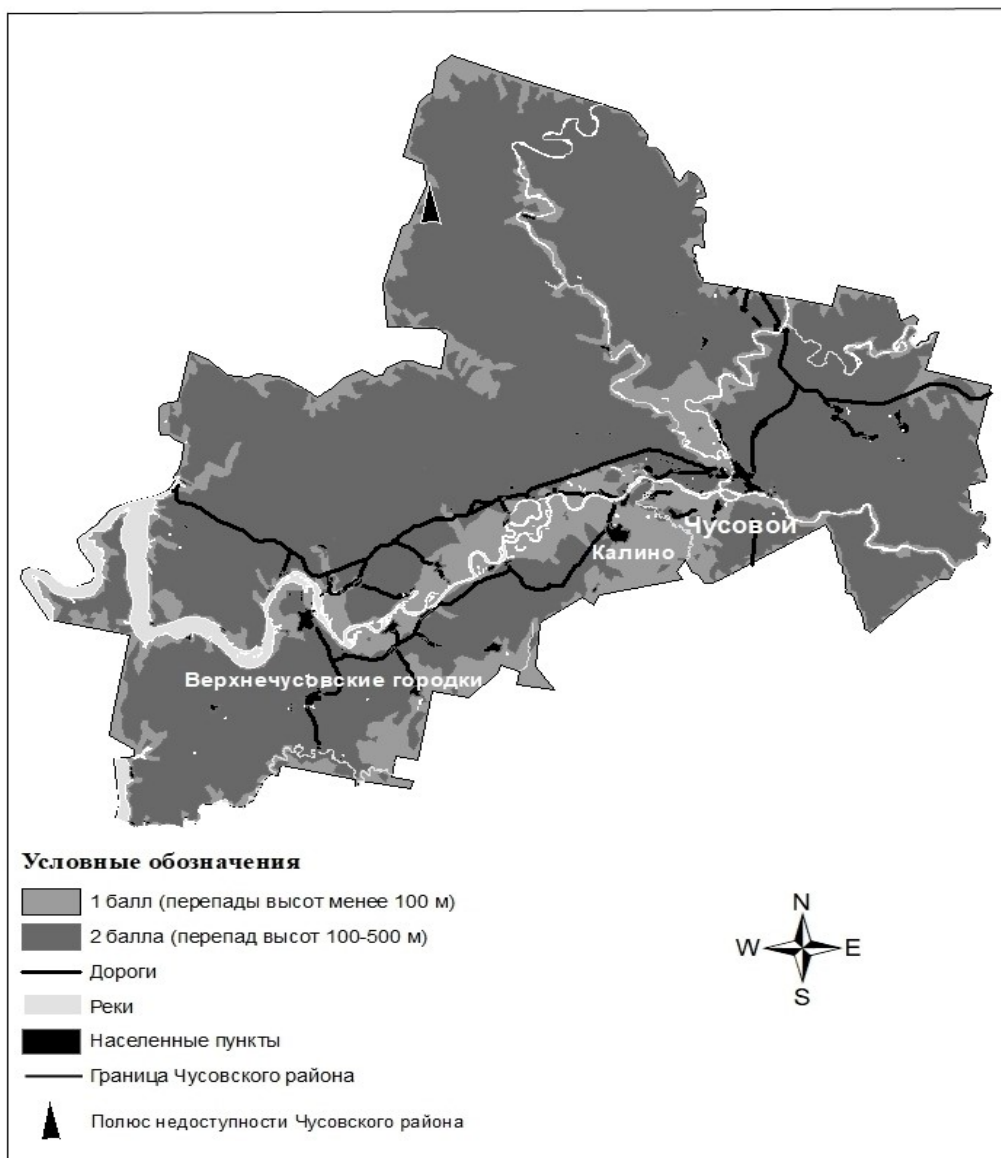 Чусовой
Калино
Верхнечусовские городки
Условные обозначения
1 балл (перепады высот менее 100 м)
2 балла (перепад высот 100-500 м)
Дороги
Реки
Населенные пункты
Граница Чусовского района
Полюс недоступности Чусовского района
N
W E
S